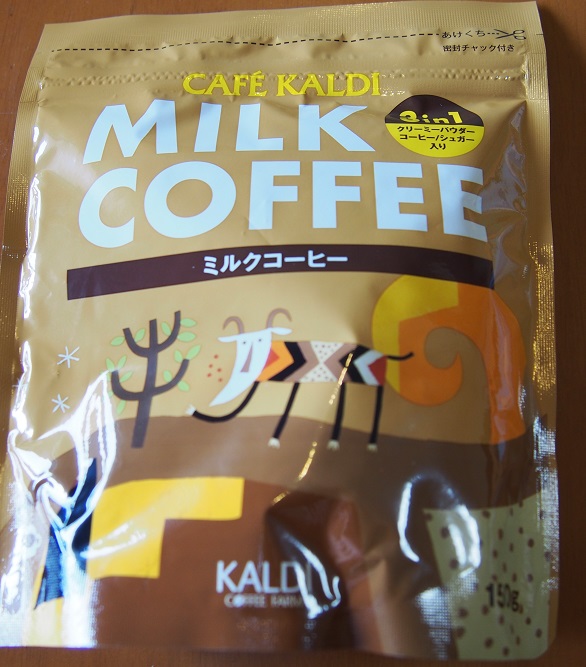 あけくち…
密封チャック付き
CAFÉ KALDÍ
MILK
COFFEE
3in1
クリーミーパウダー
コーヒー/シュガー
入り
ミルクコーヒー
KALDI
COFFEE FARM
150g